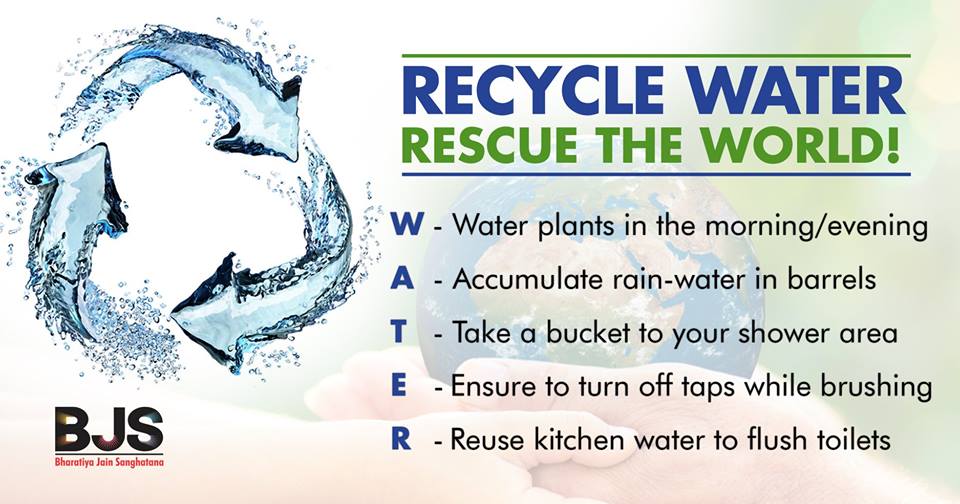 RECYCLE WATER
RESCUE THE WORLD!
W - Water plants in the morning/evening
A - Accumulate rain-water in barrels
T - Take a bucket to your shower area
E - Ensure to turn off taps while brushing
R - Reuse kitchen water to flush toilets
BJS
Bharatiya Jain Sanghatana